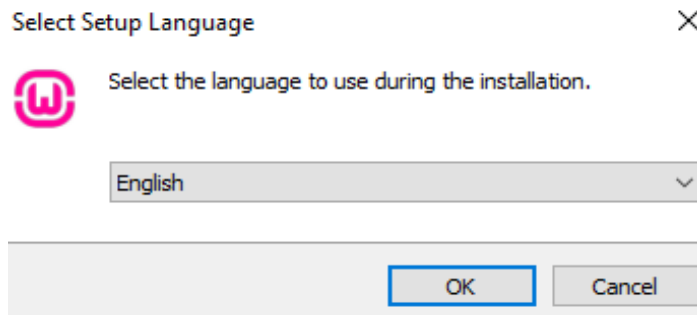 Select Setup Language
Select the language to use during the installation.
English
OK Cancel